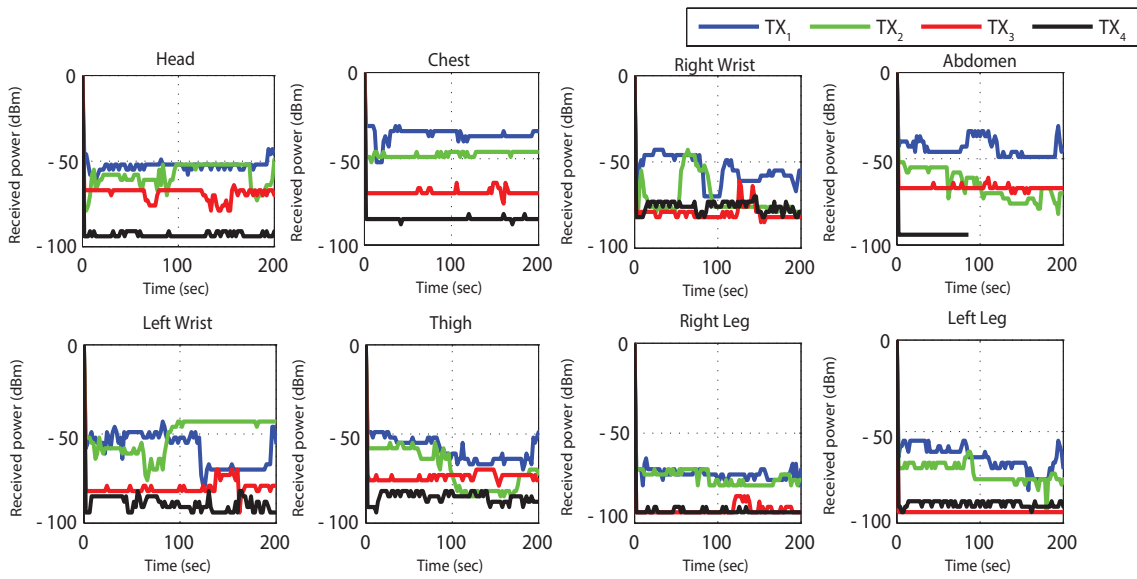 TX1 TX2 TX3 TX4
Head
Chest
Right Wrist
Abdomen
Received power (dBm)
0
-50
- 100
0 100 200
Time (sec)
Received power (dBm)
0
-50
- 100
0 100 200
Time (sec)
Received power (dBm)
0
-50
- 100
0 100 200
Time (sec)
Received power (dBm)
0
-50
- 100
0 100 200
Time (sec)
Left Wrist
Thigh
Right Leg
Left Leg
Received power (dBm)
0
-50
- 100
0 100 200
Time (sec)
Received power (dBm)
0
-50
- 100
0 100 200
Time (sec)
Received power (dBm)
0
-50
- 100
0 100 200
Time (sec)
Received power (dBm)
0
-50
- 100
0 100 200
Time (sec)